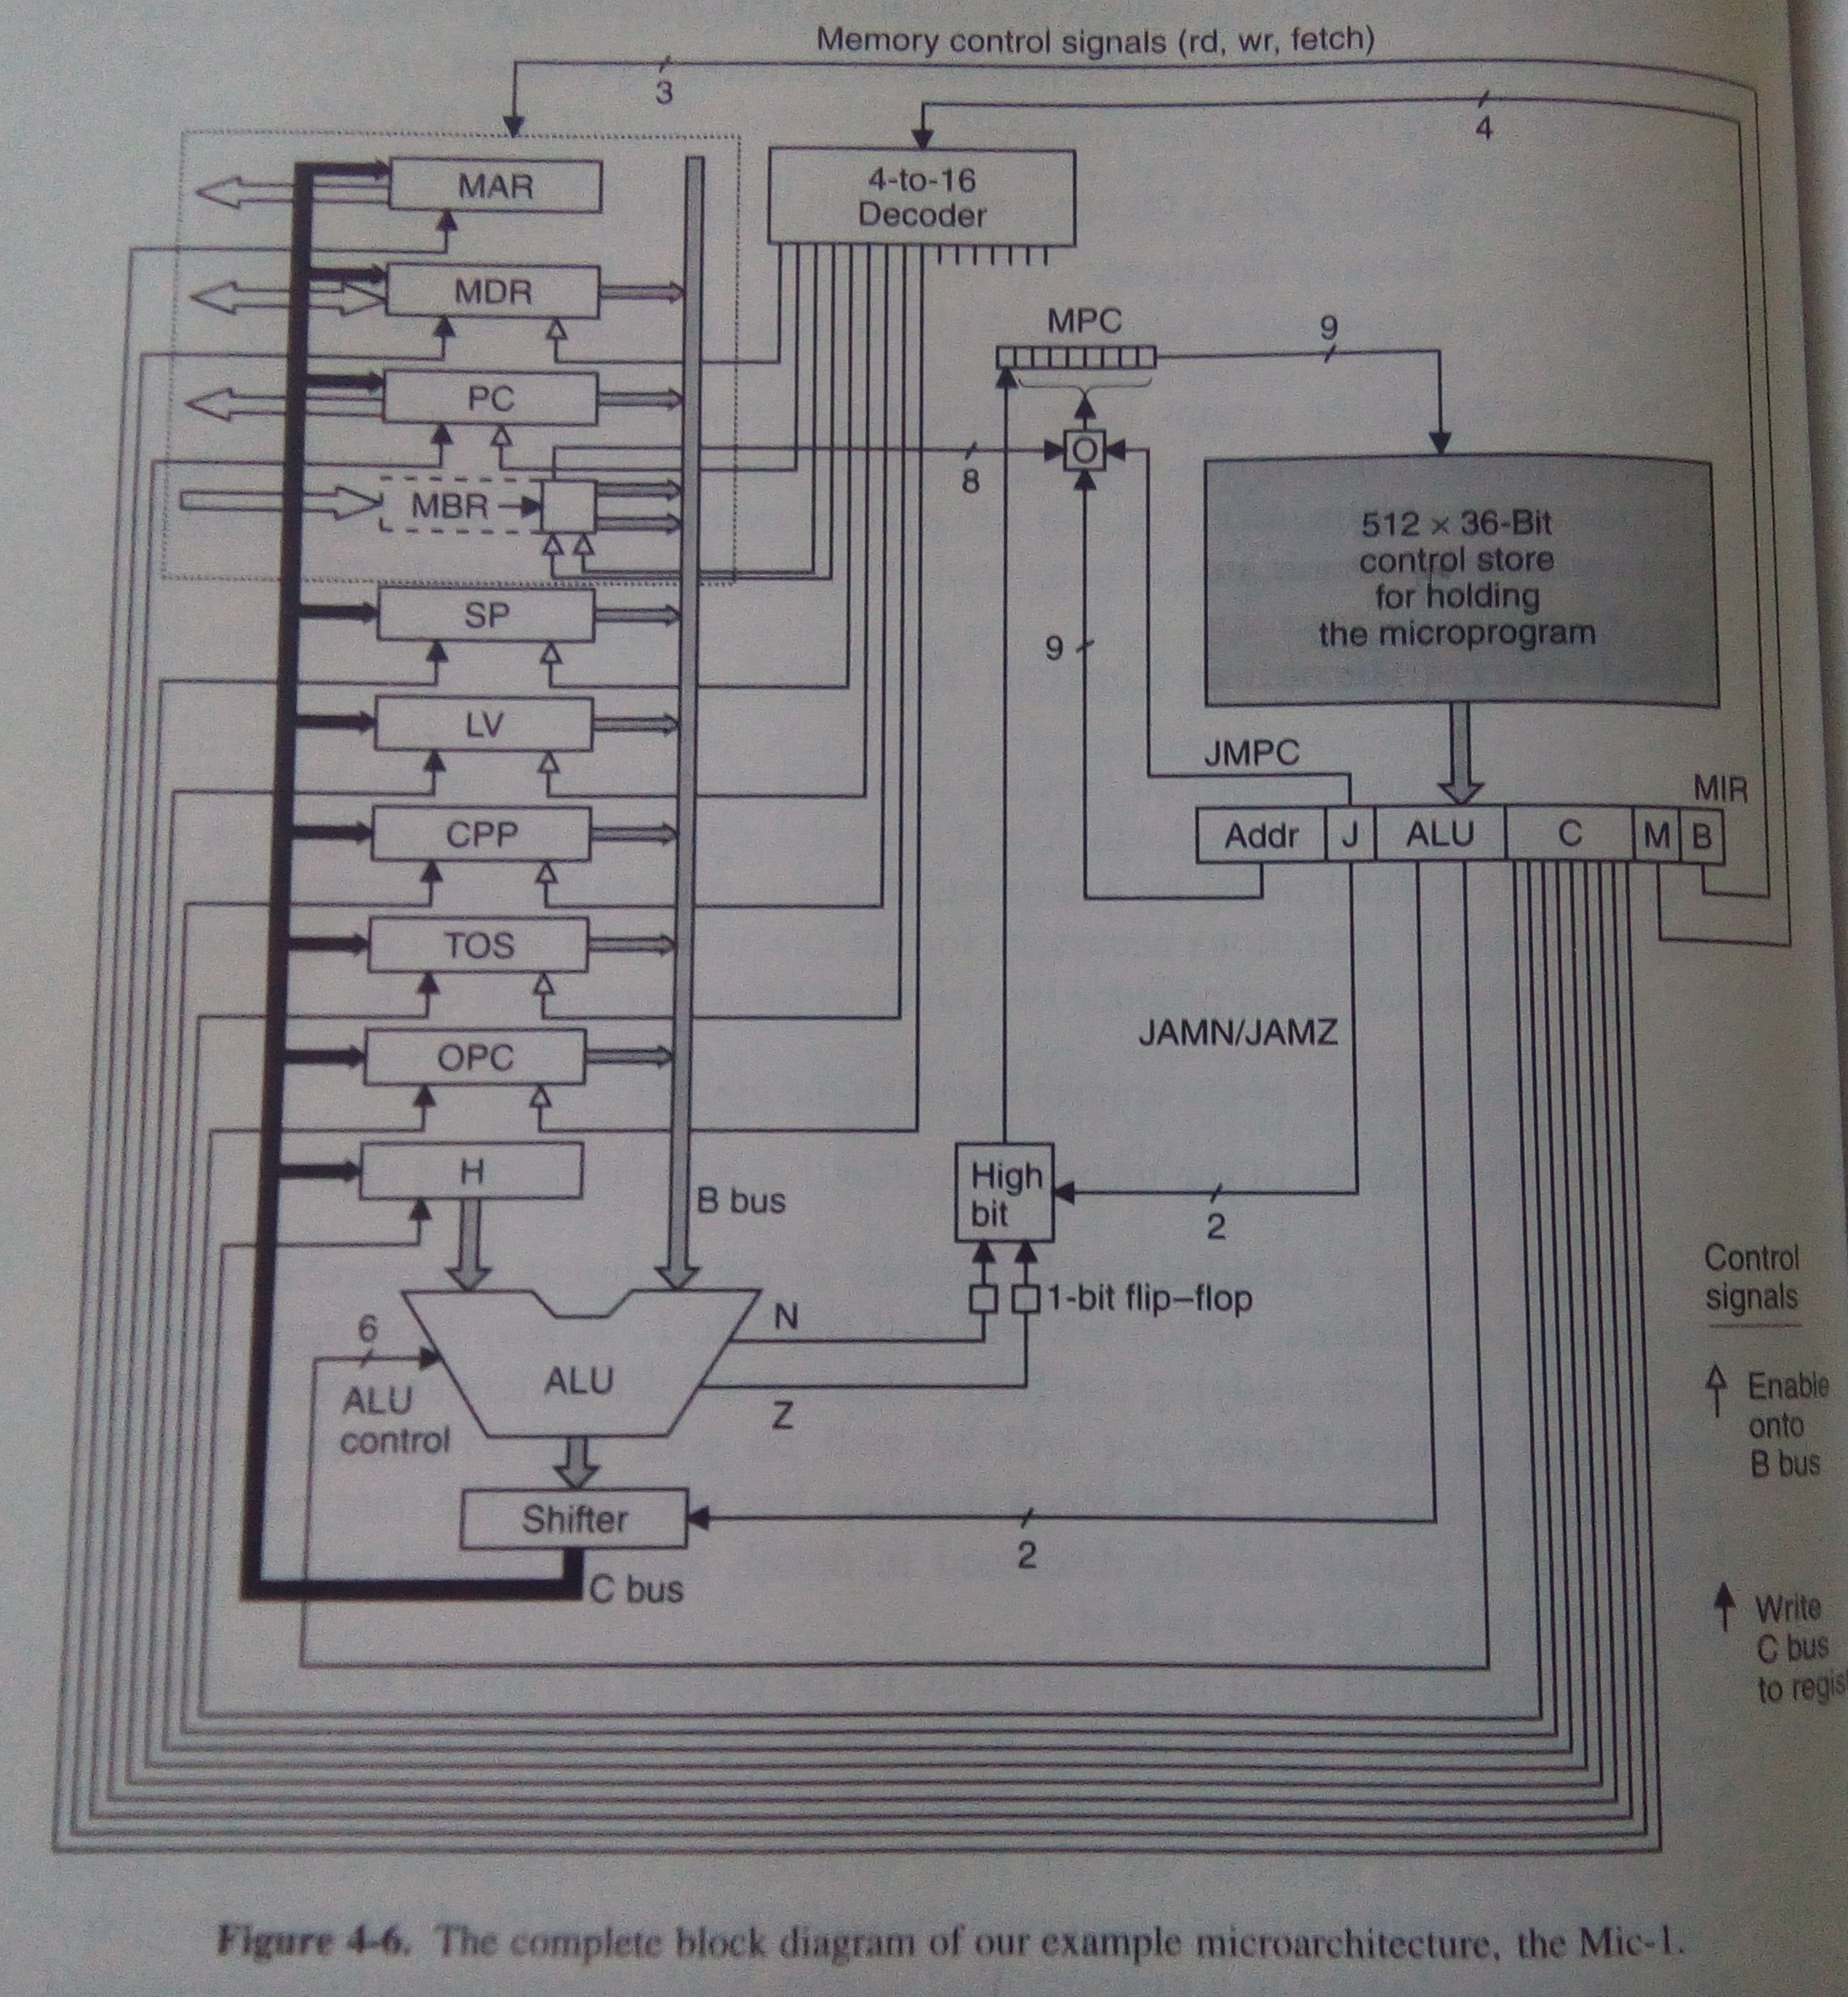 Memory control signals (rd, wr, fetch)
3
4
MAR
4-to-16
Decoder
MDR
MPC
9
PC
8
O
MBR
512 × 36-Bit
control store
for holding
the microprogram
SP
9
LV
JMPC
MIR
CPP
Addr J ALU C M B
TOS
JAMN/JAMZ
OPC
H
B bus
High
bit
2
Control
signals
N
1-bit flip–flop
6
ALU
ALU
control
Z
Enable
onto
B bus
Shifter
2
C bus
Write
C bus
to regis
Figure 4-6. The complete block diagram of our example microarchitecture, the Mic-1.